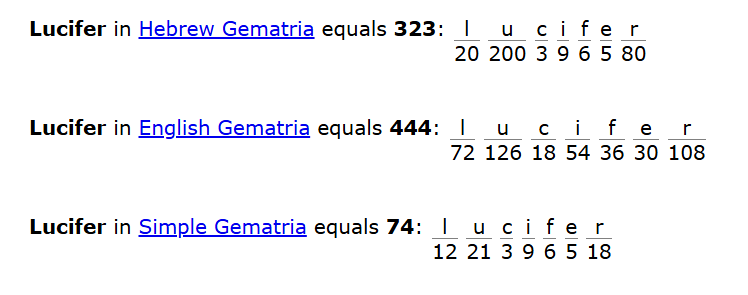 Lucifer in Hebrew Gematria equals 323: l u c i f e r
20 200 3 9 6 5 80
Lucifer in English Gematria equals 444: l u c i f e r
72 126 18 54 36 30 108
Lucifer in Simple Gematria equals 74: l u c i f e r
12 21 3 9 6 5 18